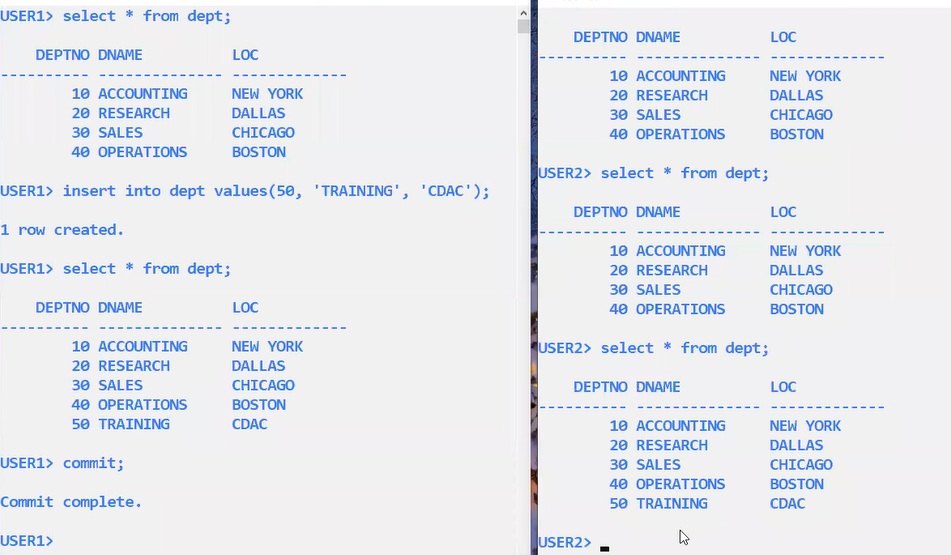 USER1> select * from dept;
    DEPTNO DNAME          LOC
---------- -------------- -------------
        10 ACCOUNTING     NEW YORK
        20 RESEARCH       DALLAS
        30 SALES          CHICAGO
        40 OPERATIONS     BOSTON
USER1> insert into dept values(50, 'TRAINING', 'CDAC');
1 row created.
USER1> select * from dept;
    DEPTNO DNAME          LOC
---------- -------------- -------------
        10 ACCOUNTING     NEW YORK
        20 RESEARCH       DALLAS
        30 SALES          CHICAGO
        40 OPERATIONS     BOSTON
        50 TRAINING       CDAC
USER1> commit;
Commit complete.
USER1>
    DEPTNO DNAME          LOC
---------- -------------- -------------
        10 ACCOUNTING     NEW YORK
        20 RESEARCH       DALLAS
        30 SALES          CHICAGO
        40 OPERATIONS     BOSTON
USER2> select * from dept;
    DEPTNO DNAME          LOC
---------- -------------- -------------
        10 ACCOUNTING     NEW YORK
        20 RESEARCH       DALLAS
        30 SALES          CHICAGO
        40 OPERATIONS     BOSTON
USER2> select * from dept;
    DEPTNO DNAME          LOC
---------- -------------- -------------
        10 ACCOUNTING     NEW YORK
        20 RESEARCH       DALLAS
        30 SALES          CHICAGO
        40 OPERATIONS     BOSTON
        50 TRAINING       CDAC
USER2>